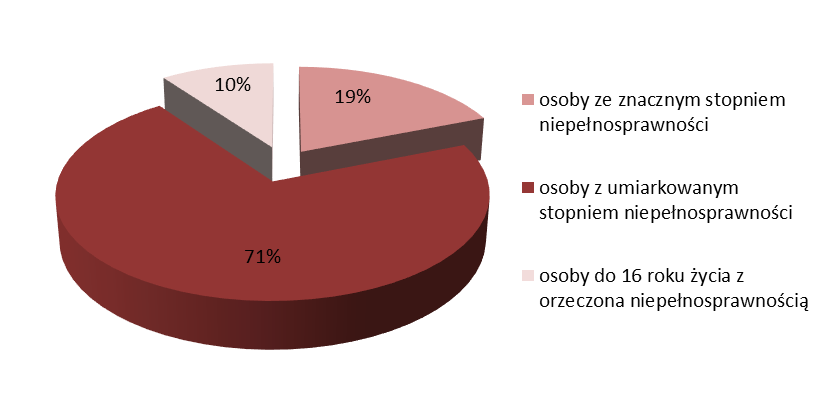 10%
19%
71%
osoby ze znacznym stopniem
niepełnosprawności
osoby z umiarkowanym
stopniem niepełnosprawności
osoby do 16 roku życia z
orzeczona niepełnosprawnością